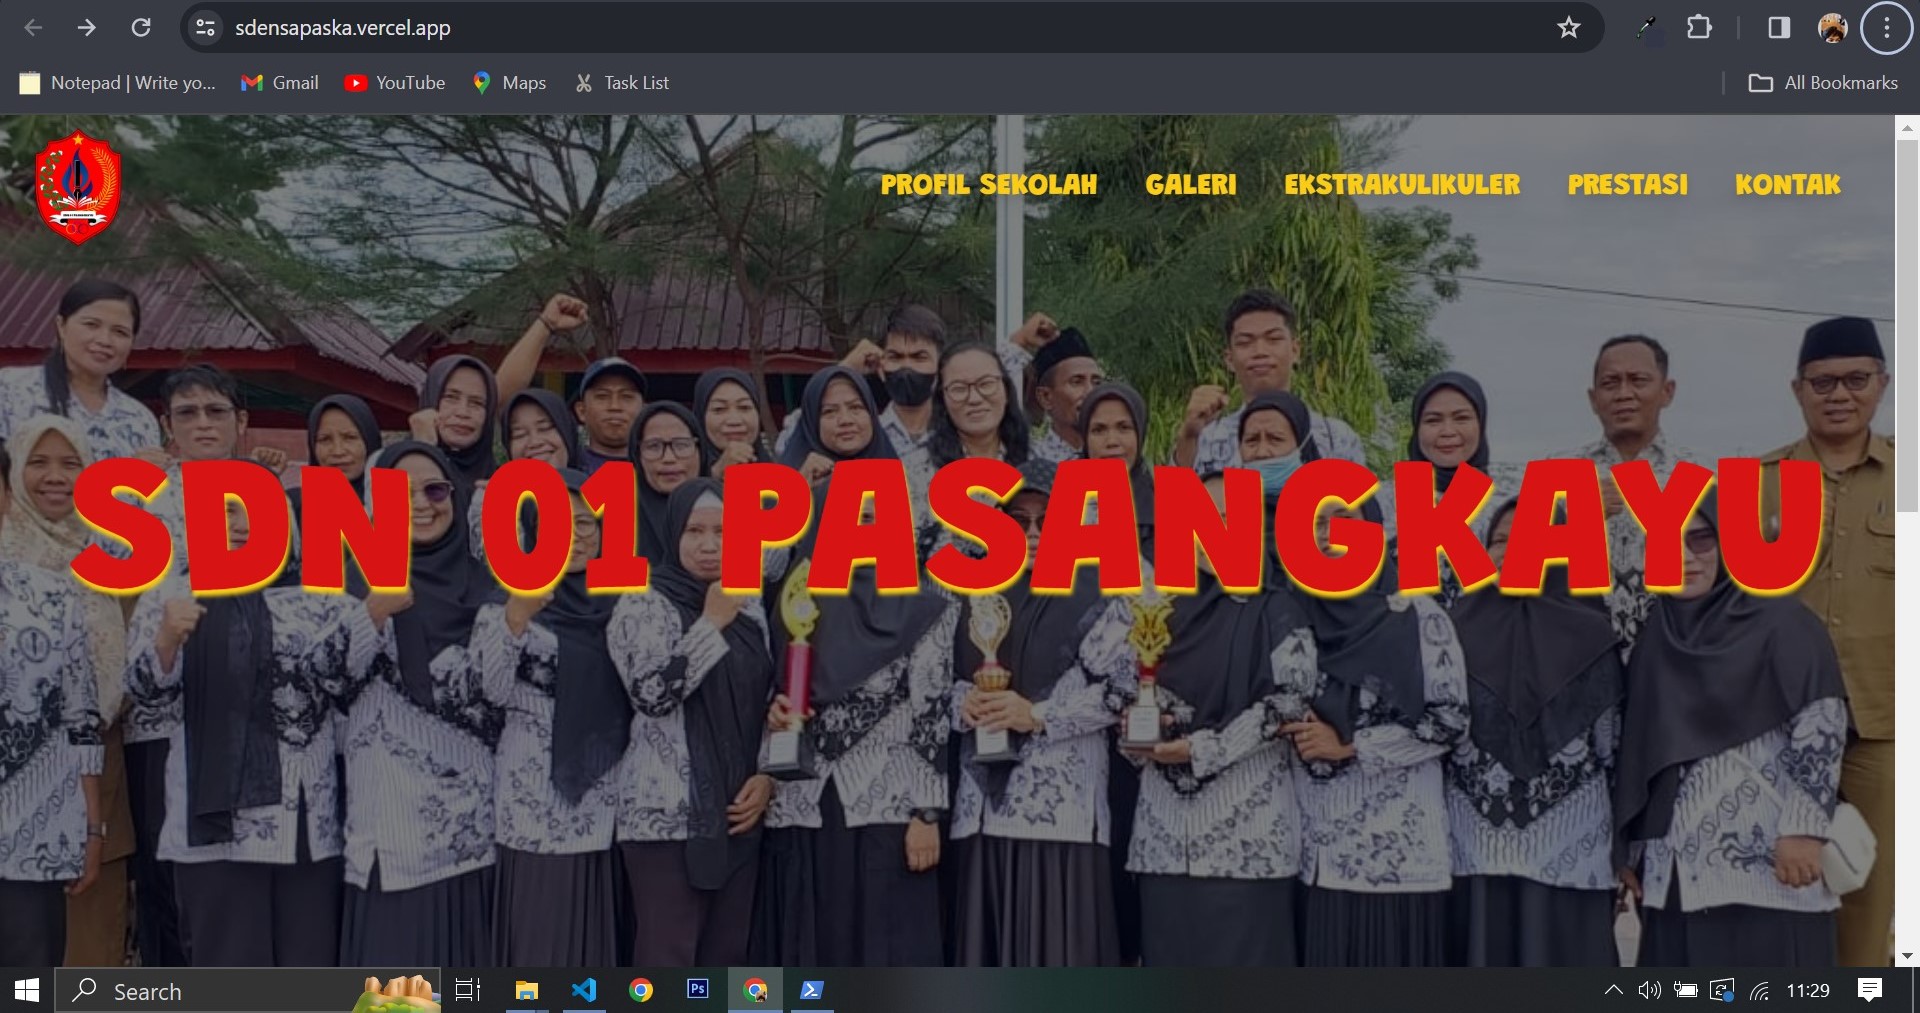 sdensapaska.vercel.app
Notepad | Write yo... Gmail YouTube Maps Task List All Bookmarks
PROFIL SEKOLAH GALERI EKSTRAKULIKULER PRESTASI KONTAK
SDN 01 PASANGKAYU
Search Ps 11:29